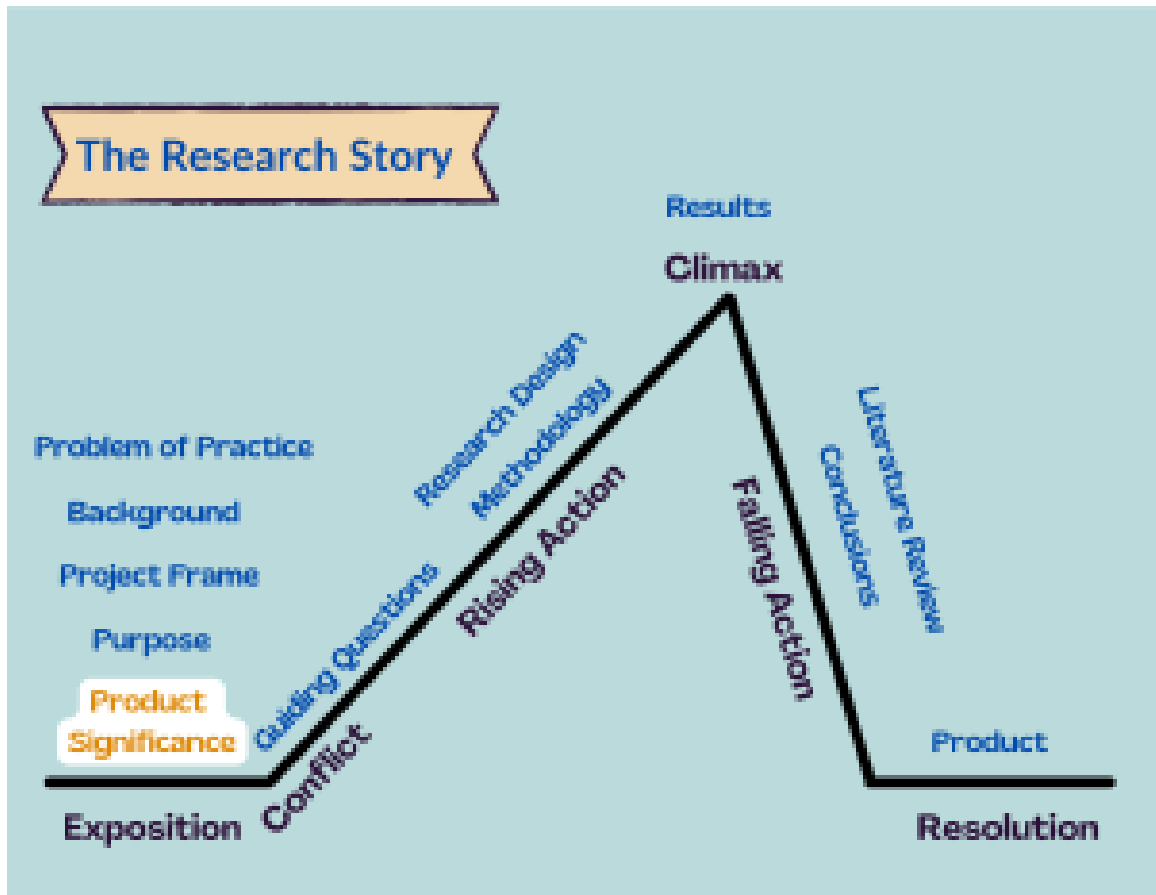 The Research Story
Results
Climax
Research Design
Methodology
Rising Action
Problem of Practice
Background
Project Frame
Purpose
Product
Significance
Guiding Questions
Conflict
Exposition
Literature Review
Conclusions
Falling Action
Product
Resolution